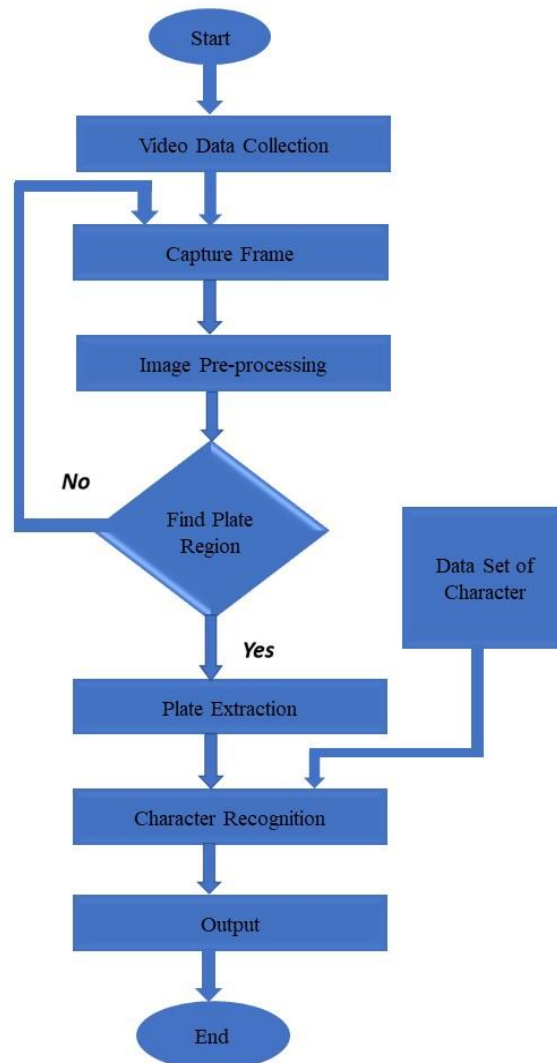 Start
Video Data Collection
Capture Frame
Image Pre-processing
No
Find Plate
Region
Data Set of
Character
Yes
Plate Extraction
Character Recognition
Output
End